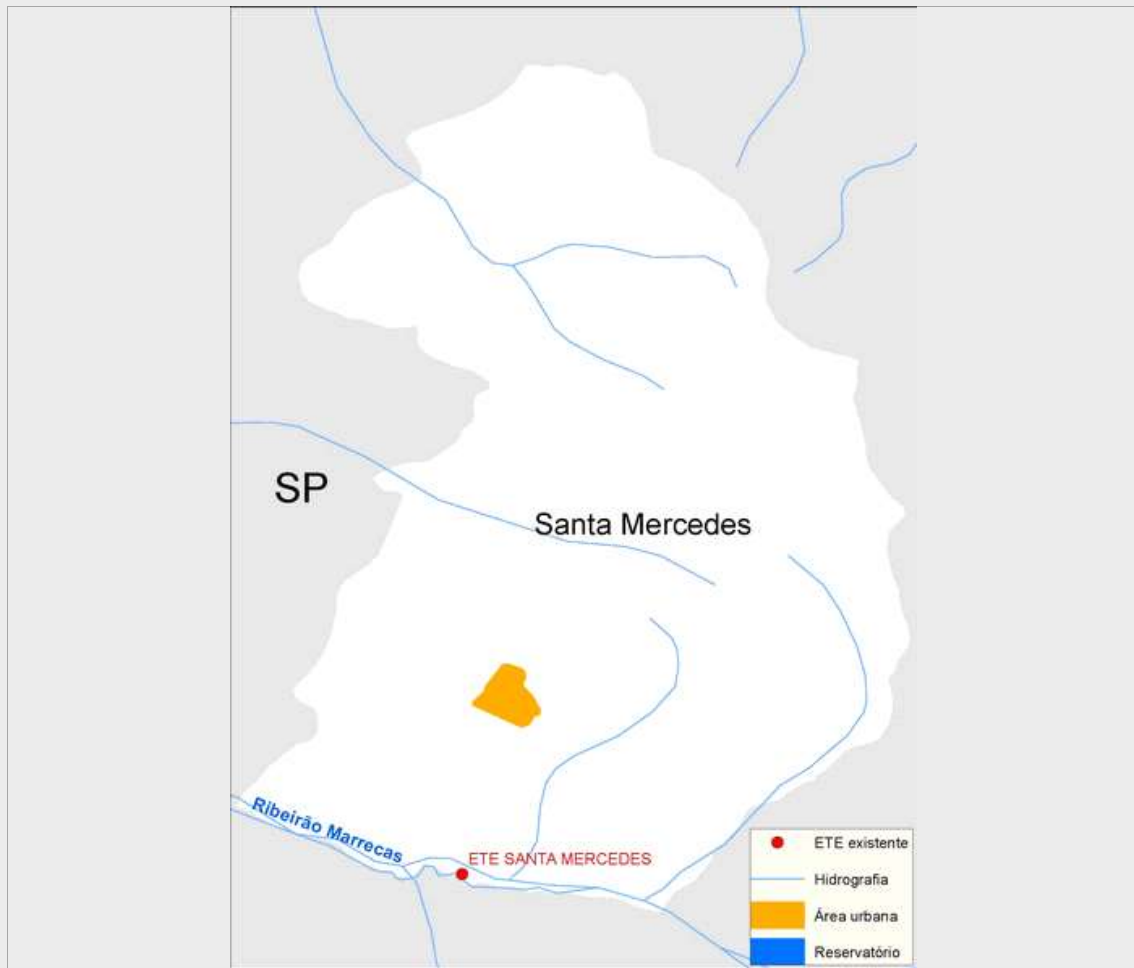 SP
Santa Mercedes
Ribeirão Marrecas
ETE SANTA MERCEDES
ETE existente
Hidrografia
Área urbana
Reservatório